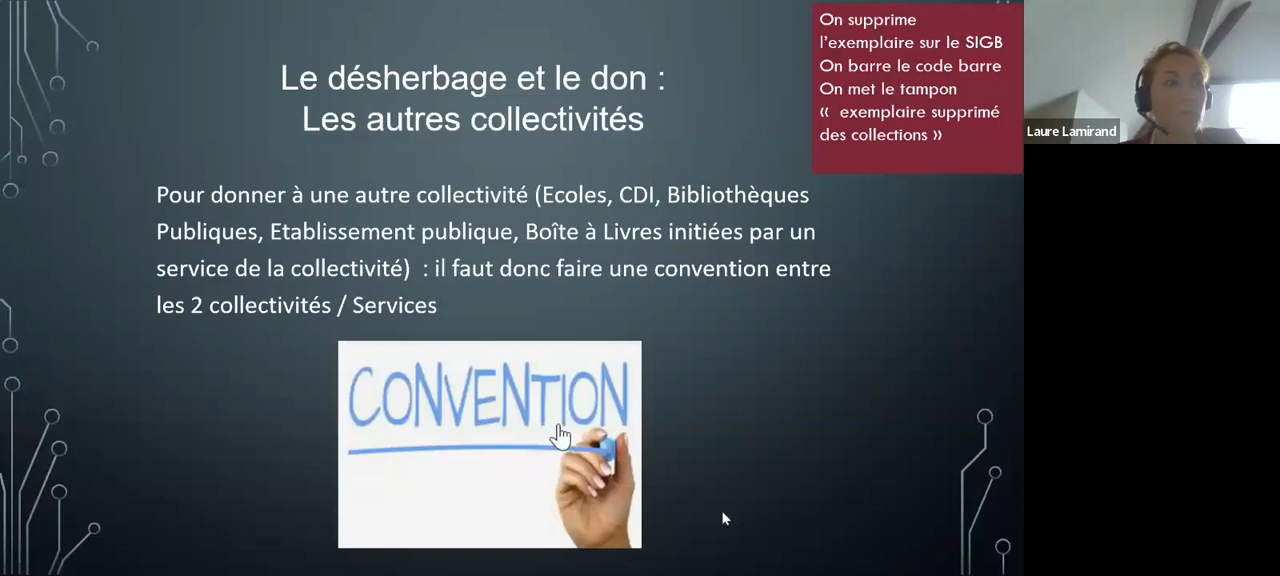 Le désherbage et le don :
Les autres collectivités
On supprime
l'exemplaire sur le SIGB
On barre le code barre
On met le tampon
« exemplaire supprimé
des collections »
Laure Lamirand
Pour donner à une autre collectivité (Ecoles, CDI, Bibliothèques
Publiques, Etablissement publique, Boîte à Livres initiées par un
service de la collectivité)  : il faut donc faire une convention entre
les 2 collectivités / Services
CONVENTION